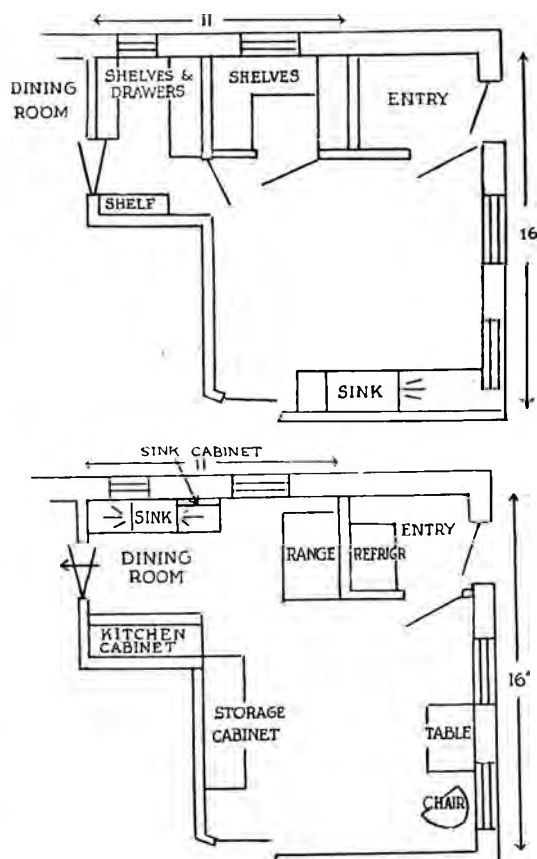 11
SHELVES &
DRAWERS
SHELVES
DINING
ROOM
ENTRY
SHELF
16
SINK
SINK CABINET
11
SINK
ENTRY
DINING
ROOM
RANGE
REFRIGR
KITCHEN
CABINET
16"
STORAGE
CABINET
TABLE
CHAIR